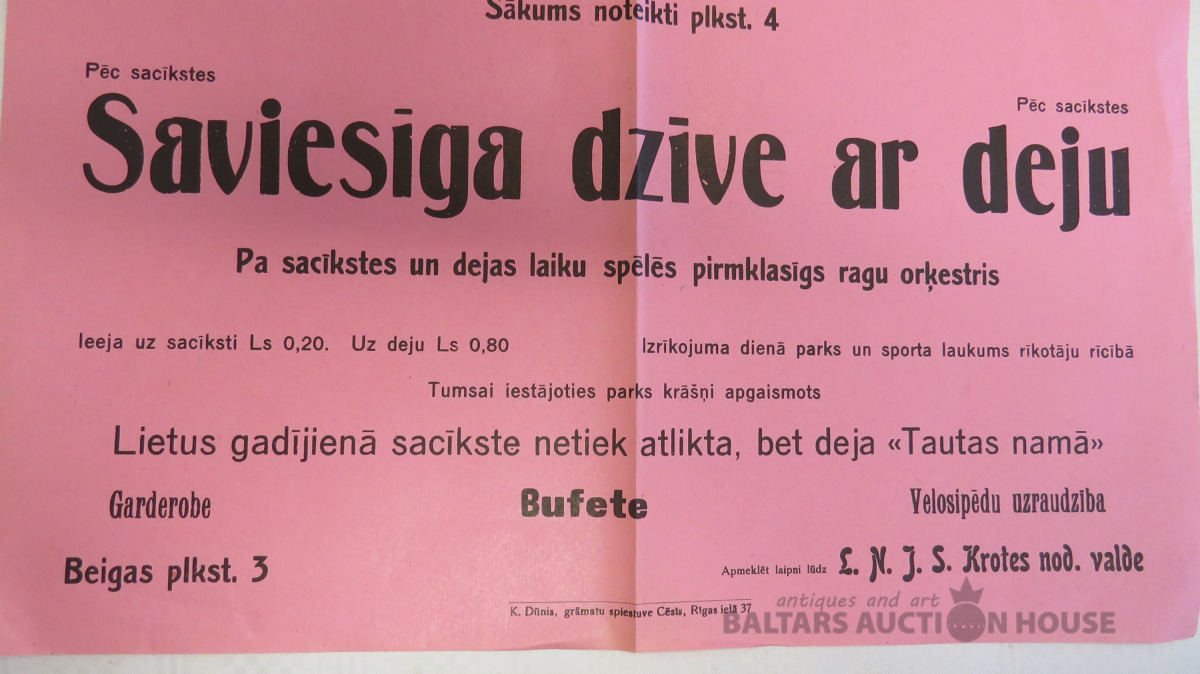 Sākums noteikti plkst. 4
Pēc sacīkstes
Pēc sacīkstes
Saviesīga dzīve ar deju
Pa sacīkstes un dejas laiku spēlēs pirmklasīgs ragu orķestris
Ieeja uz sacīksti Ls 0,20. Uz deju Ls 0,80
Izrīkojuma dienā parks un sporta laukums rīkotāju rīcībā
Tumsai iestājoties parks krāšņi apgaismots
Lietus gadījienā sacīkste netiek atlikta, bet deja «Tautas namā»
Garderobe Bufete Velosipēdu uzraudzība
Beigas plkst. 3
Apmeklēt laipni lūdz L. N. J. S. Krotes nod. valde
K. Dūnis, grāmatu spiestuve Cēsīs, Rīgas ielā 37
antiques and art
BALTARS AUCTION HOUSE